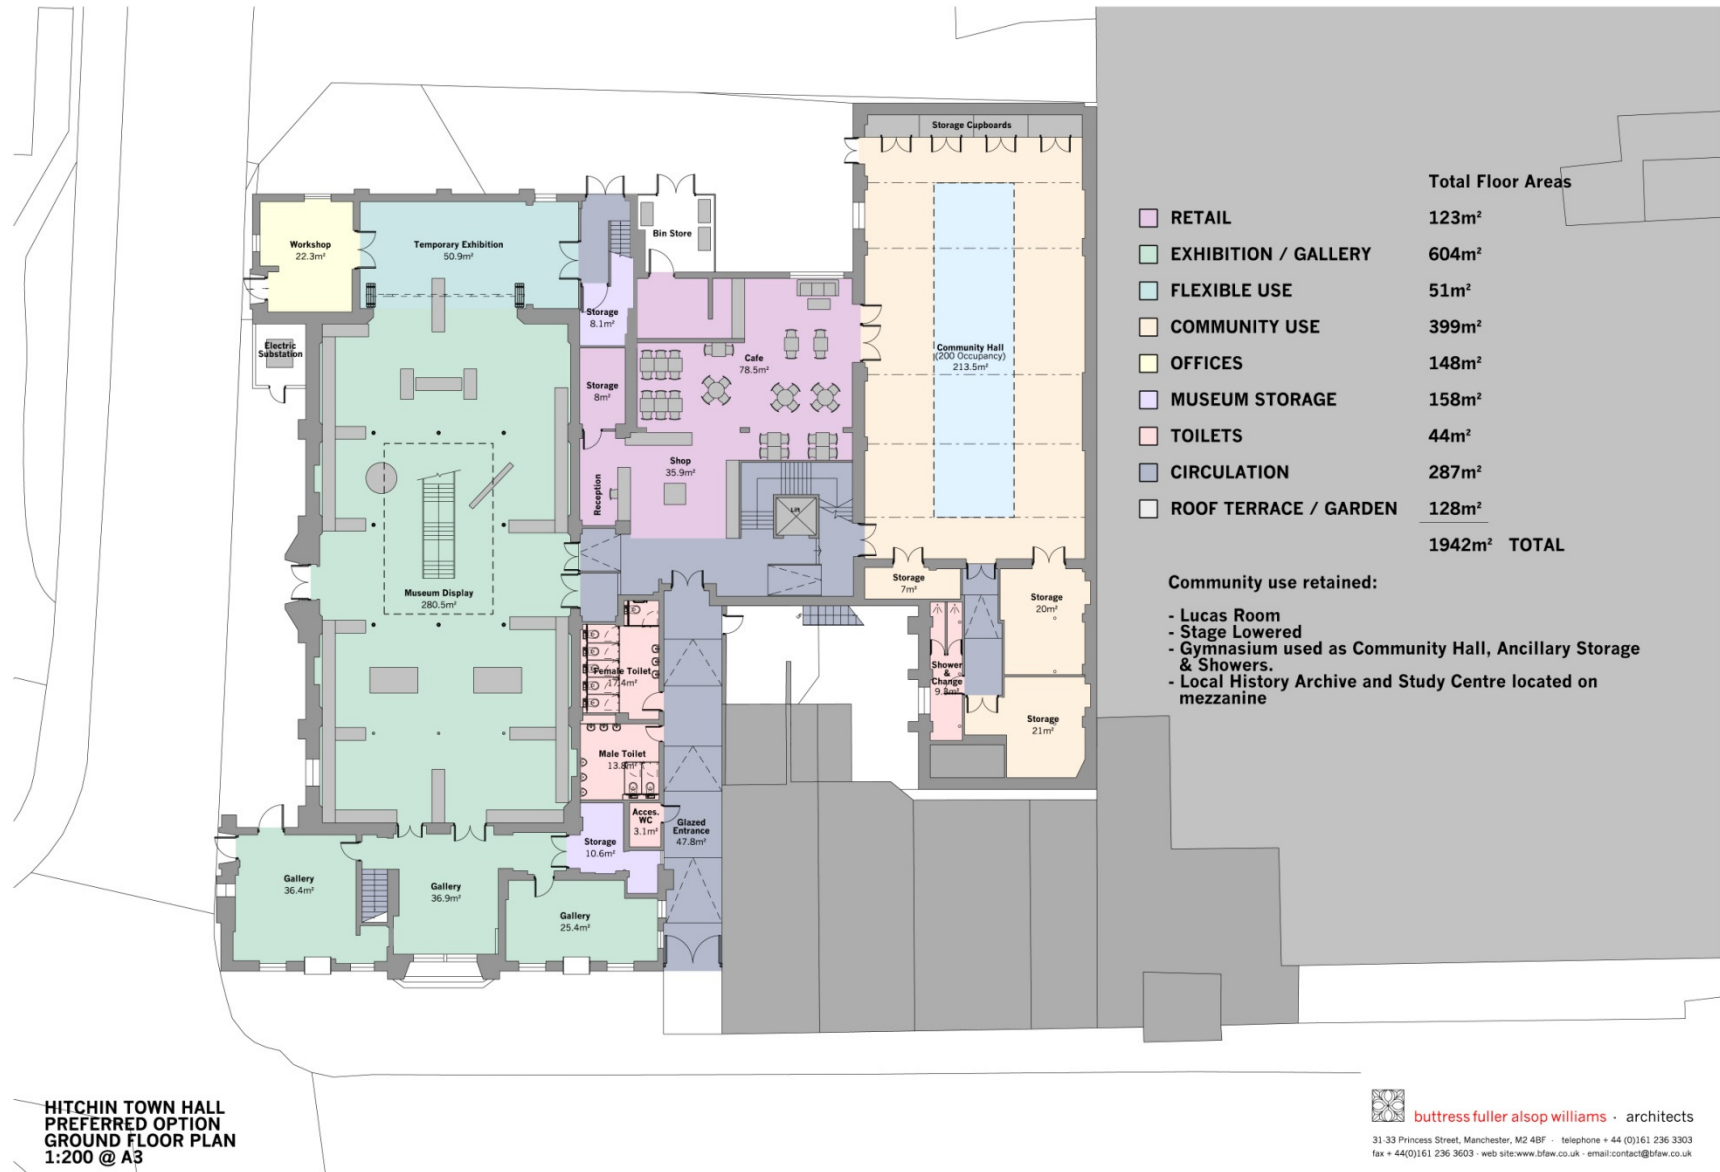 Storage Cupboards
Total Floor Areas
RETAIL 123m²
EXHIBITION / GALLERY 604m²
FLEXIBLE USE 51m²
COMMUNITY USE 399m²
OFFICES 148m²
MUSEUM STORAGE 158m²
TOILETS 44m²
CIRCULATION 287m²
ROOF TERRACE / GARDEN 128m²
1942m² TOTAL
Community use retained:
- Lucas Room
- Stage Lowered
- Gymnasium used as Community Hall, Ancillary Storage
& Showers.
- Local History Archive and Study Centre located on
mezzanine
Workshop
22.3m²
Temporary Exhibition
50.9m²
Bin Store
Storage
8.1m²
Electric
Substation
Cafe
78.5m²
Community Hall
(200 Occupancy)
213.5m²
Storage
8m²
Shop
35.9m²
Reception
Lift
Museum Display
280.5m²
Storage
7m²
Storage
20m²
Female Toilet
17.4m²
Shower
&
Change
Storage
21m²
Male Toilet
13.8m²
Acces.
WC
3.1m²
Glazed
Entrance
47.8m²
Storage
10.6m²
Gallery
36.4m²
Gallery
36.9m²
Gallery
25.4m²
HITCHIN TOWN HALL
PREFERRED OPTION
GROUND FLOOR PLAN
1:200 @ A3
buttress fuller alsop williams · architects
31-33 Princess Street, Manchester, M2 4BF · telephone + 44 (0)161 236 3303
fax + 44(0)161 236 3603 · web site:www.bfaw.co.uk · email:contact@bfaw.co.uk